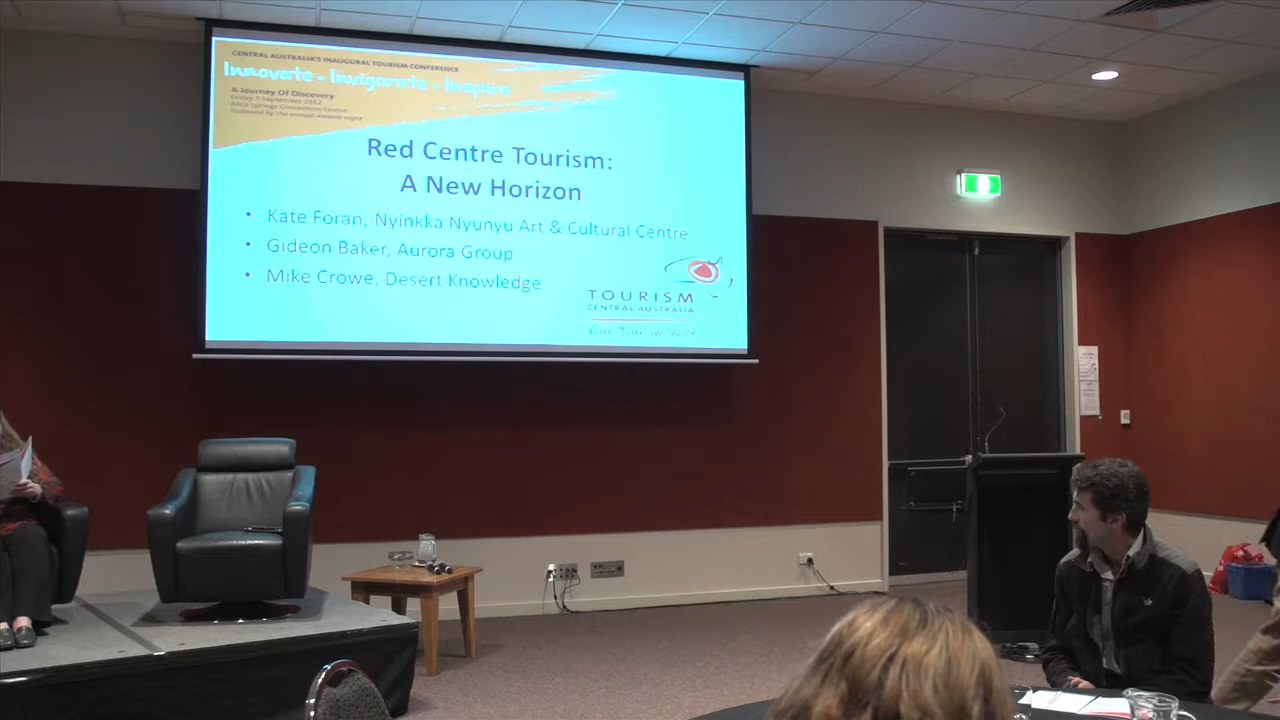 CENTRAL AUSTRALIA'S INAUGURAL TOURISM CONFERENCE
Innovate • Invigorate • Inspire
A Journey Of Discovery
Friday 7 September 2012
Alice Springs Convention Centre
Followed by the annual Awards night
Red Centre Tourism:
A New Horizon
• Kate Foran, Nyinkka Nyunyu Art & Cultural Centre
• Gideon Baker, Aurora Group
• Mike Crowe, Desert Knowledge
TOURISM
CENTRAL AUSTRALIA